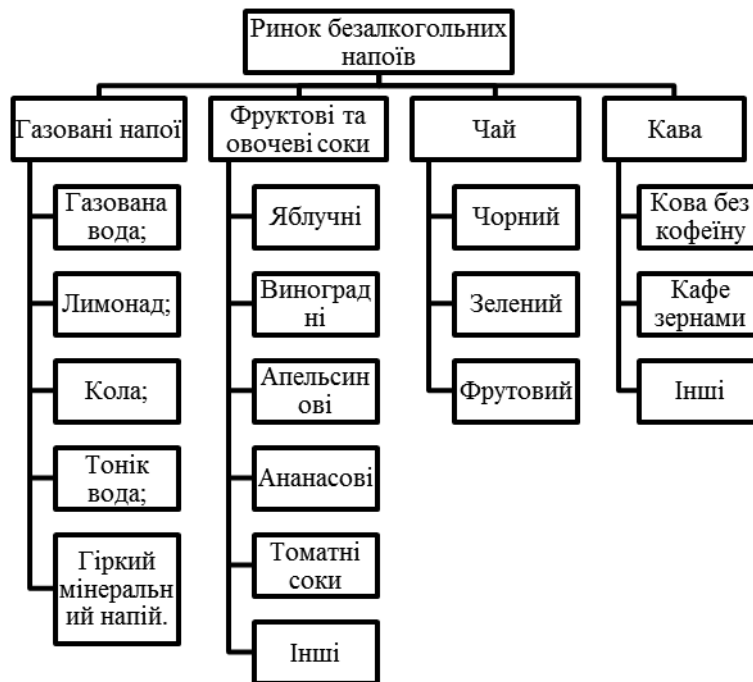 Ринок безалкогольних
напоїв
Газовані напої
Газована
вода;
Лимонад;
Кола;
Тонік
вода;
Гіркий
мінеральн
ий напій.
Фруктові та
овочеві соки
Яблучні
Виноград
ні
Апельсин
ові
Ананасові
Томатні
соки
Інші
Чай
Чорний
Зелений
Фрутовий
Кава
Кова без
кофеїну
Кафе
зернами
Інші